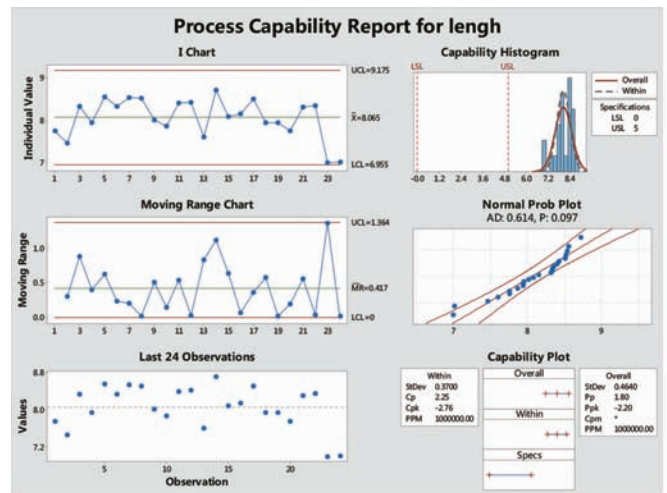 Process Capability Report for lengh
I Chart
Individual Value
9
8
7
UCL=9.175
X̄=8.065
LCL=6.955
1 3 5 7 9 11 13 15 17 19 21 23
Capability Histogram
LSL USL
Overall
Within
Specifications
LSL 0
USL 5
-0.0 1.2 2.4 3.6 4.8 6.0 7.2 8.4
Moving Range Chart
Moving Range
1.0
0.5
0.0
UCL=1.364
M̄R̄=0.417
LCL=0
1 3 5 7 9 11 13 15 17 19 21 23
Normal Prob Plot
AD: 0.614, P: 0.097
7 8 9
Last 24 Observations
Values
8.8
8.0
7.2
5 10 15 20
Observation
Capability Plot
Within
StDev 0.3700
Cp 2.25
Cpk -2.76
PPM 1000000.00
Overall
Within
Specs
Overall
StDev 0.4640
Pp 1.80
Ppk -2.20
Cpm *
PPM 1000000.00